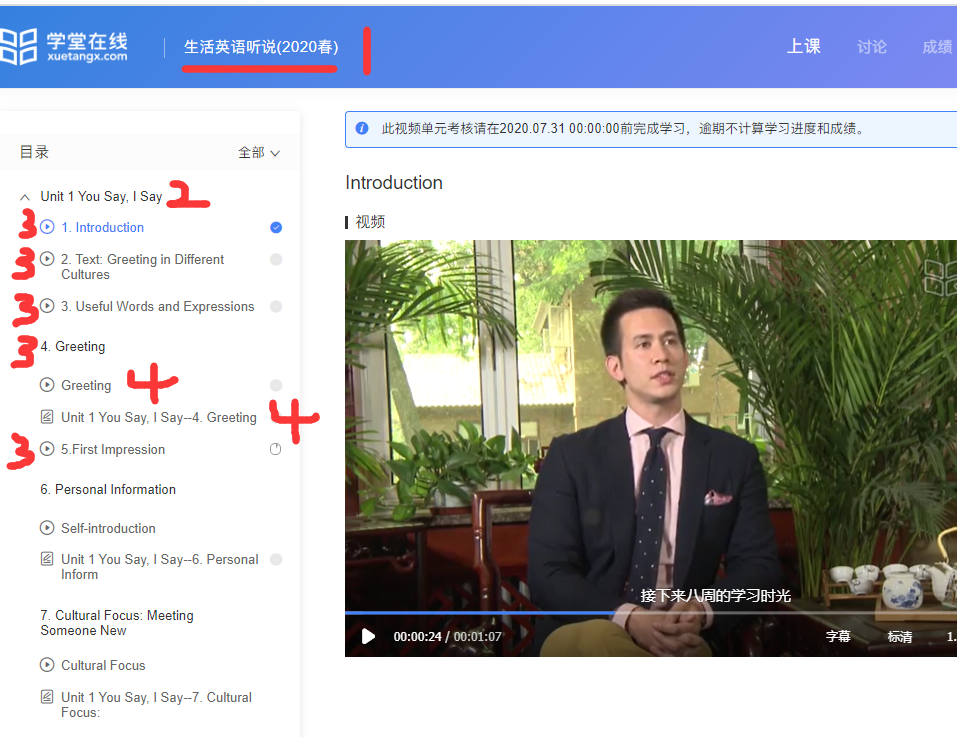 学堂在线
xuetangx.com
生活英语听说(2020春)
1
上课
讨论
成绩
此视频单元考核请在2020.07.31 00:00:00前完成学习，逾期不计算学习进度和成绩。
目录
全部
Introduction
视频
Unit 1 You Say, I Say 2
3 1. Introduction
3 2. Text: Greeting in Different
Cultures
3 3. Useful Words and Expressions
3 4. Greeting
Greeting 4
Unit 1 You Say, I Say--4. Greeting 4
3 5.First Impression
6. Personal Information
Self-introduction
Unit 1 You Say, I Say--6. Personal
Inform
7. Cultural Focus: Meeting
Someone New
Cultural Focus
Unit 1 You Say, I Say--7. Cultural
Focus:
接下来八周的学习时光
00:00:24 / 00:01:07
字幕
标清
1.